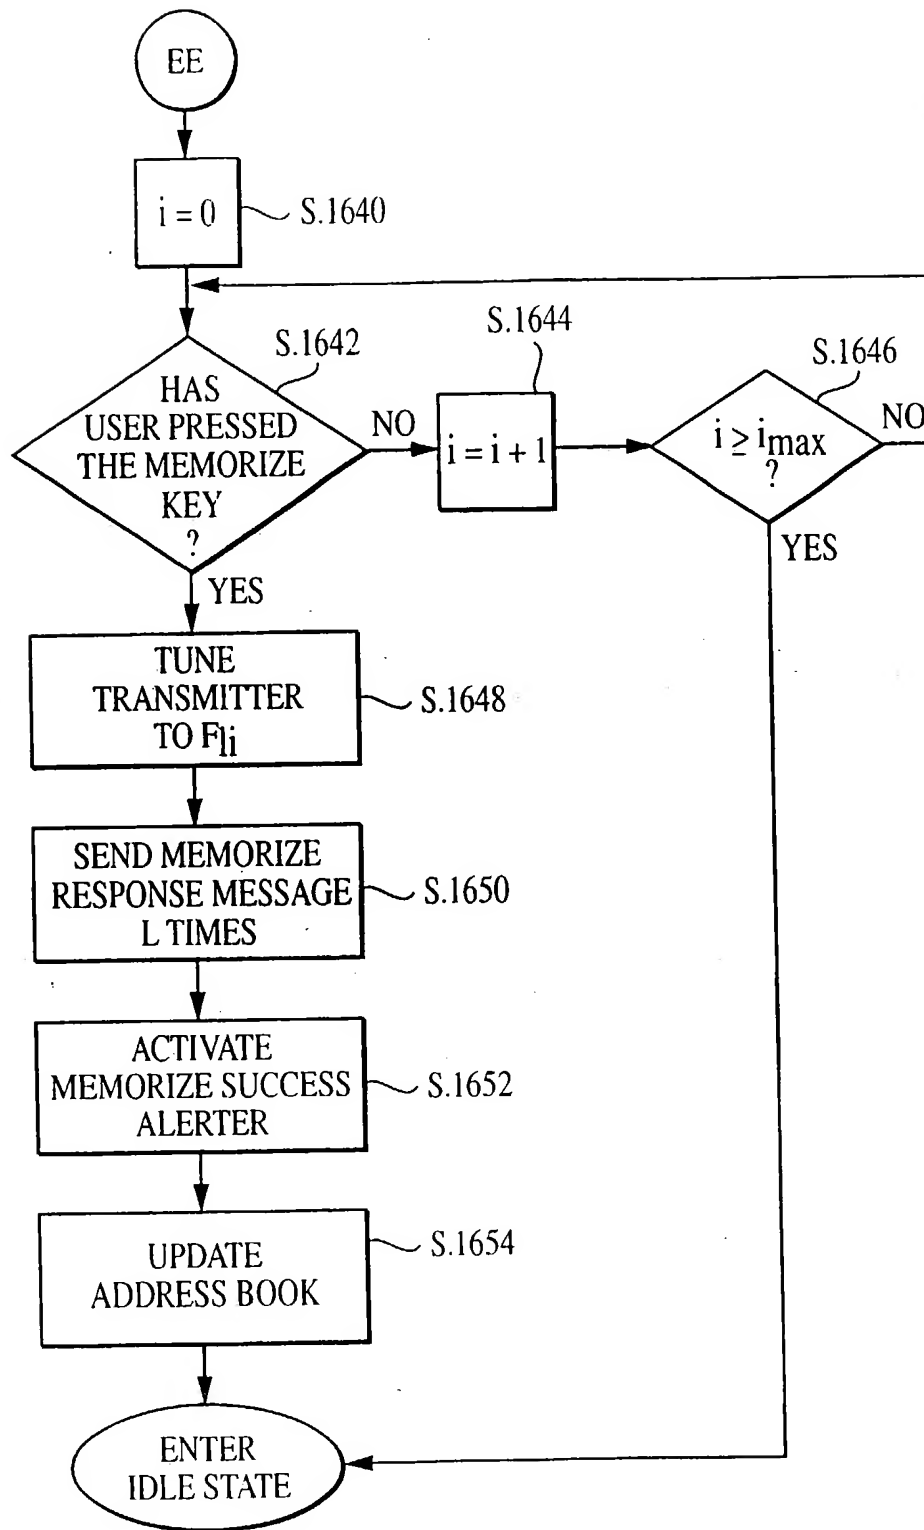 EE
i = 0
S.1640
S.1642
HAS
USER PRESSED
THE MEMORIZE
KEY
?
NO
S.1644
i = i + 1
S.1646
i ≥ imax
?
NO
YES
YES
TUNE
TRANSMITTER
TO Fli
S.1648
SEND MEMORIZE
RESPONSE MESSAGE
L TIMES
S.1650
ACTIVATE
MEMORIZE SUCCESS
ALERTER
S.1652
UPDATE
ADDRESS BOOK
S.1654
ENTER
IDLE STATE